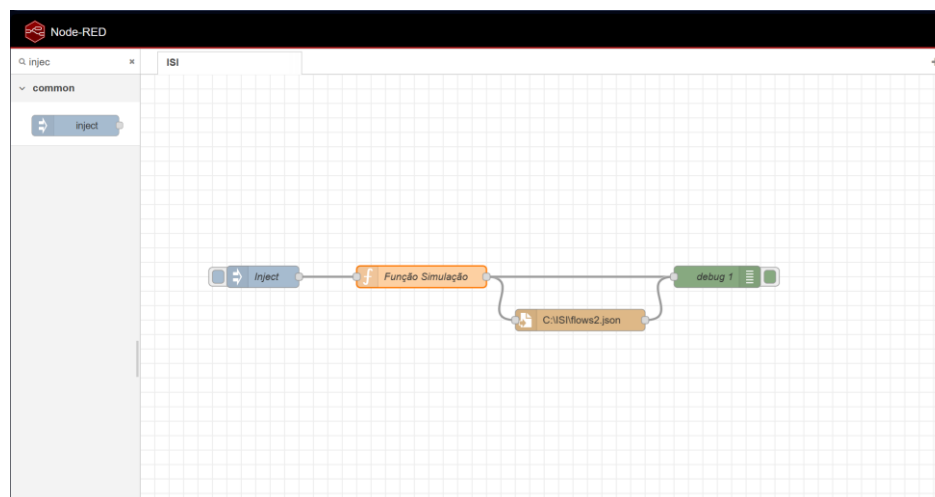 Node-RED
injec
×
ISI
+
common
inject
Inject
Função Simulação
debug 1
C:\ISI\flows2.json